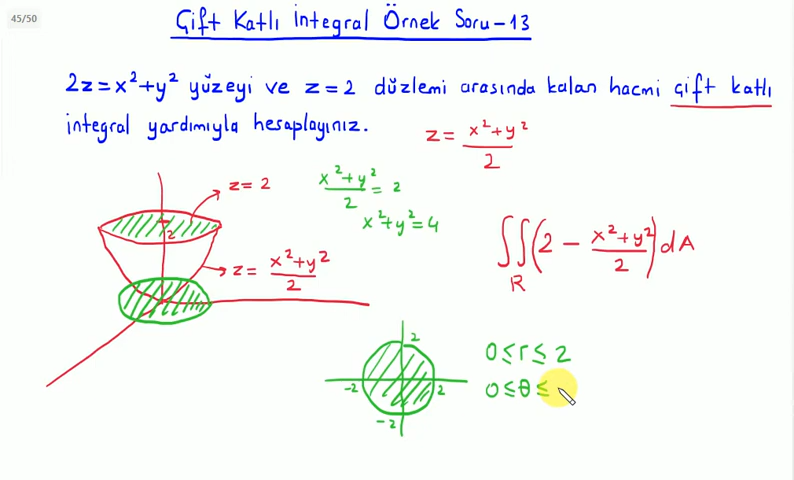 45/50
Çift Katlı İntegral Örnek Soru-13
2z=x²+y² yüzeyi ve z=2 düzlemi arasında kalan hacmi çift katlı
integral yardımıyla hesaplayınız.
z = (x²+y²)/2
z=2
2
z = (x²+y²)/2
(x²+y²)/2 = 2
x²+y²=4
∬_R (2 - (x²+y²)/2) dA
2
-2
2
-2
0≤r≤2
0≤θ≤